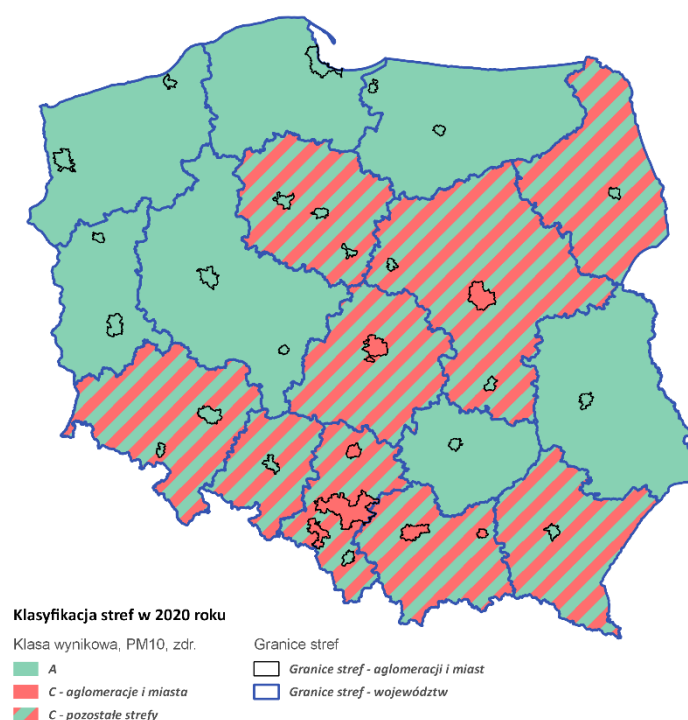 Klasyfikacja stref w 2020 roku
Klasa wynikowa, PM10, zdr.
A
C - aglomeracje i miasta
C - pozostałe strefy
Granice stref
Granice stref - aglomeracji i miast
Granice stref - województw